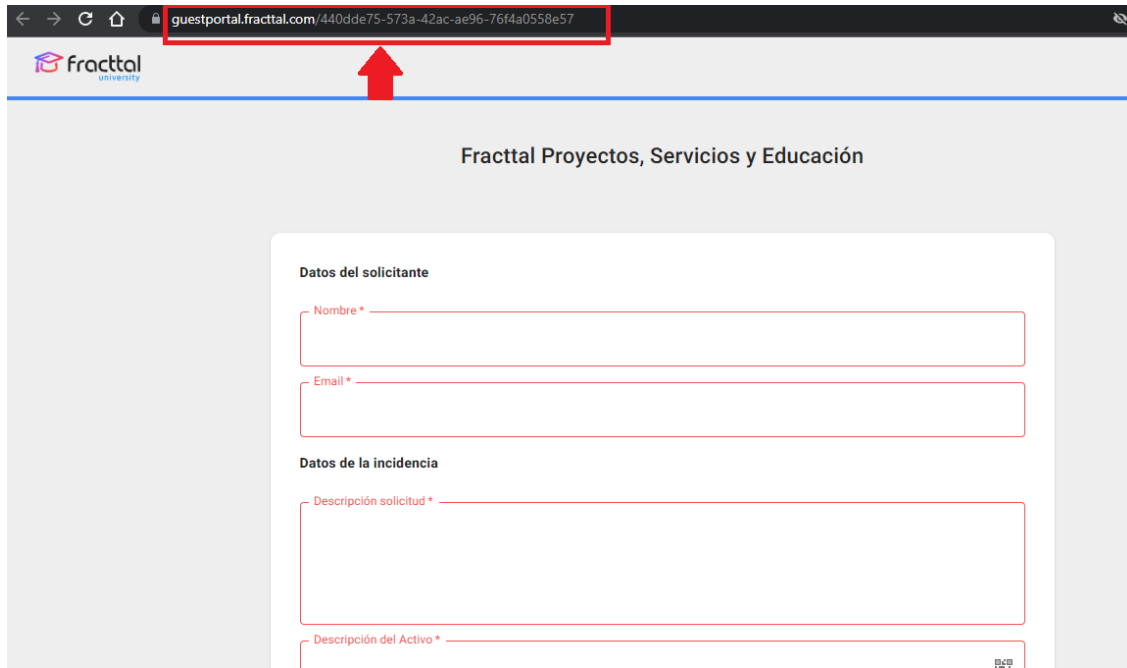 guestportal.fracttal.com/440dde75-573a-42ac-ae96-76f4a0558e57
fracttal
university
Fracttal Proyectos, Servicios y Educación
Datos del solicitante
Nombre *
Email *
Datos de la incidencia
Descripción solicitud *
Descripción del Activo *